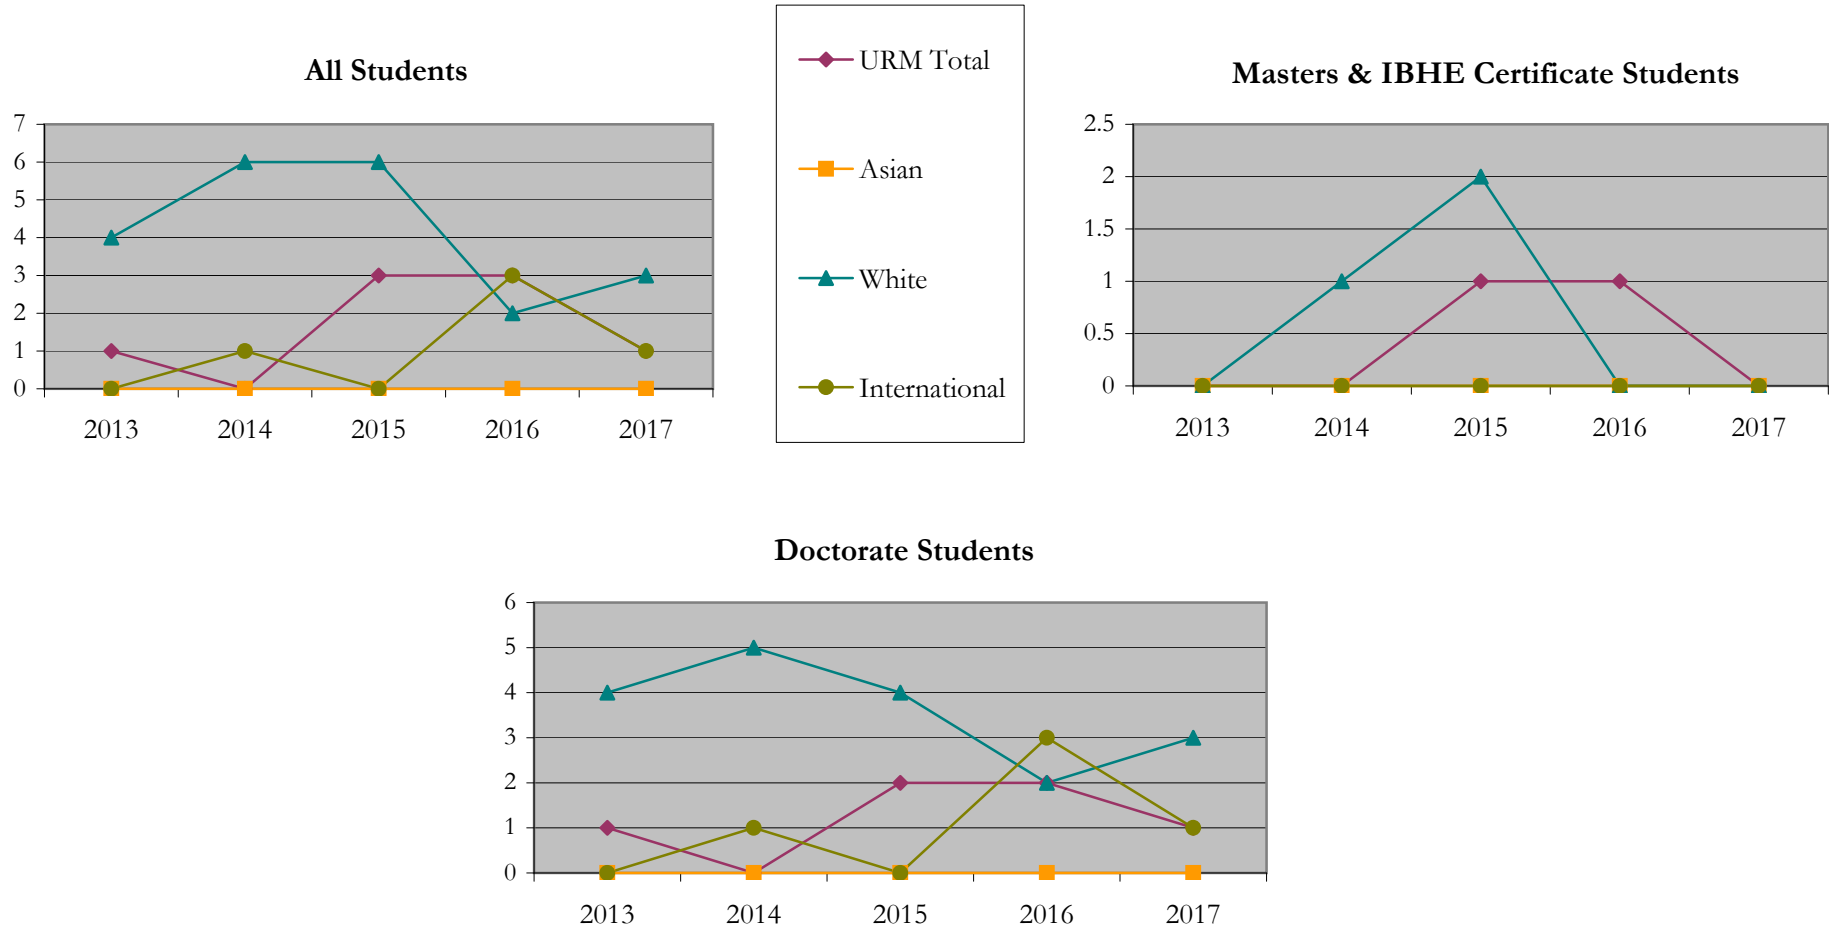 All Students
7
6
5
4
3
2
1
0
2013 2014 2015 2016 2017
URM Total
Asian
White
International
Masters & IBHE Certificate Students
2.5
2
1.5
1
0.5
0
2013 2014 2015 2016 2017
Doctorate Students
6
5
4
3
2
1
0
2013 2014 2015 2016 2017